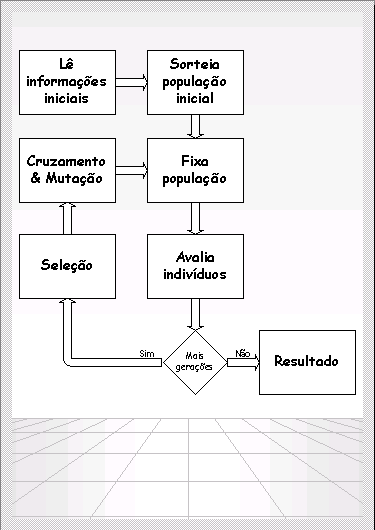 Lê
informações
iniciais
Sorteia
população
inicial
Cruzamento
& Mutação
Fixa
população
Seleção
Avalia
indivíduos
Sim
Mais
gerações
Não
Resultado